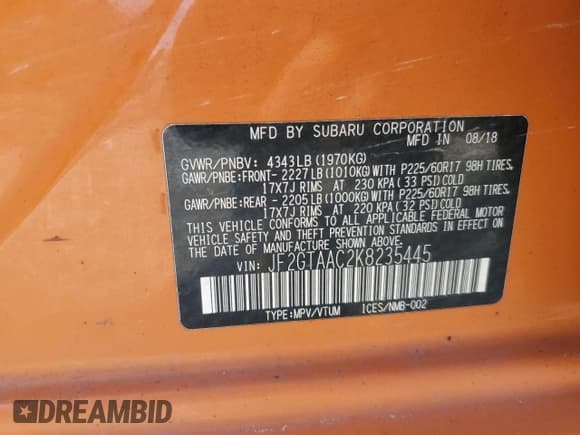 MFD BY SUBARU CORPORATION IN 08/18
GVWR/PNBV: 4343LB (1970KG)
GAWR/PNBE:FRONT- 2227LB (1010KG) WITH P225/60R17 98H TIRES,
17X7J RIMS AT 230 KPA (33 PSI) COLD
GAWR/PNBE:REAR - 2205LB (1000KG) WITH P225/60R17 98H TIRES,
17X7J RIMS AT 220 KPA (32 PSI) COLD
THIS VEHICLE CONFORMS TO ALL APPLICABLE FEDERAL MOTOR
VEHICLE SAFETY AND BUMPER STANDARDS IN EFFECT ON
THE DATE OF MANUFACTURE SHOWN ABOVE.
VIN: JF2GTAAC2K8235445
TYPE:MPV/VTUM ICES/NMB-002
DREAMBID